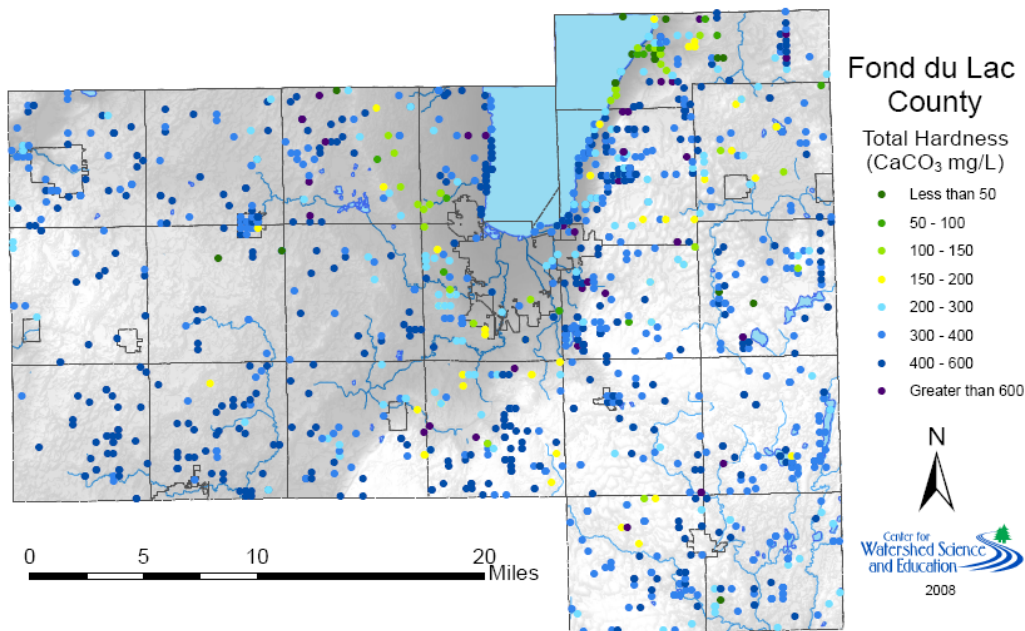 Fond du Lac
County
Total Hardness
(CaCO₃ mg/L)
Less than 50
50 - 100
100 - 150
150 - 200
200 - 300
300 - 400
400 - 600
Greater than 600
N
0 5 10 20
Miles
Center for
Watershed Science
and Education
2008